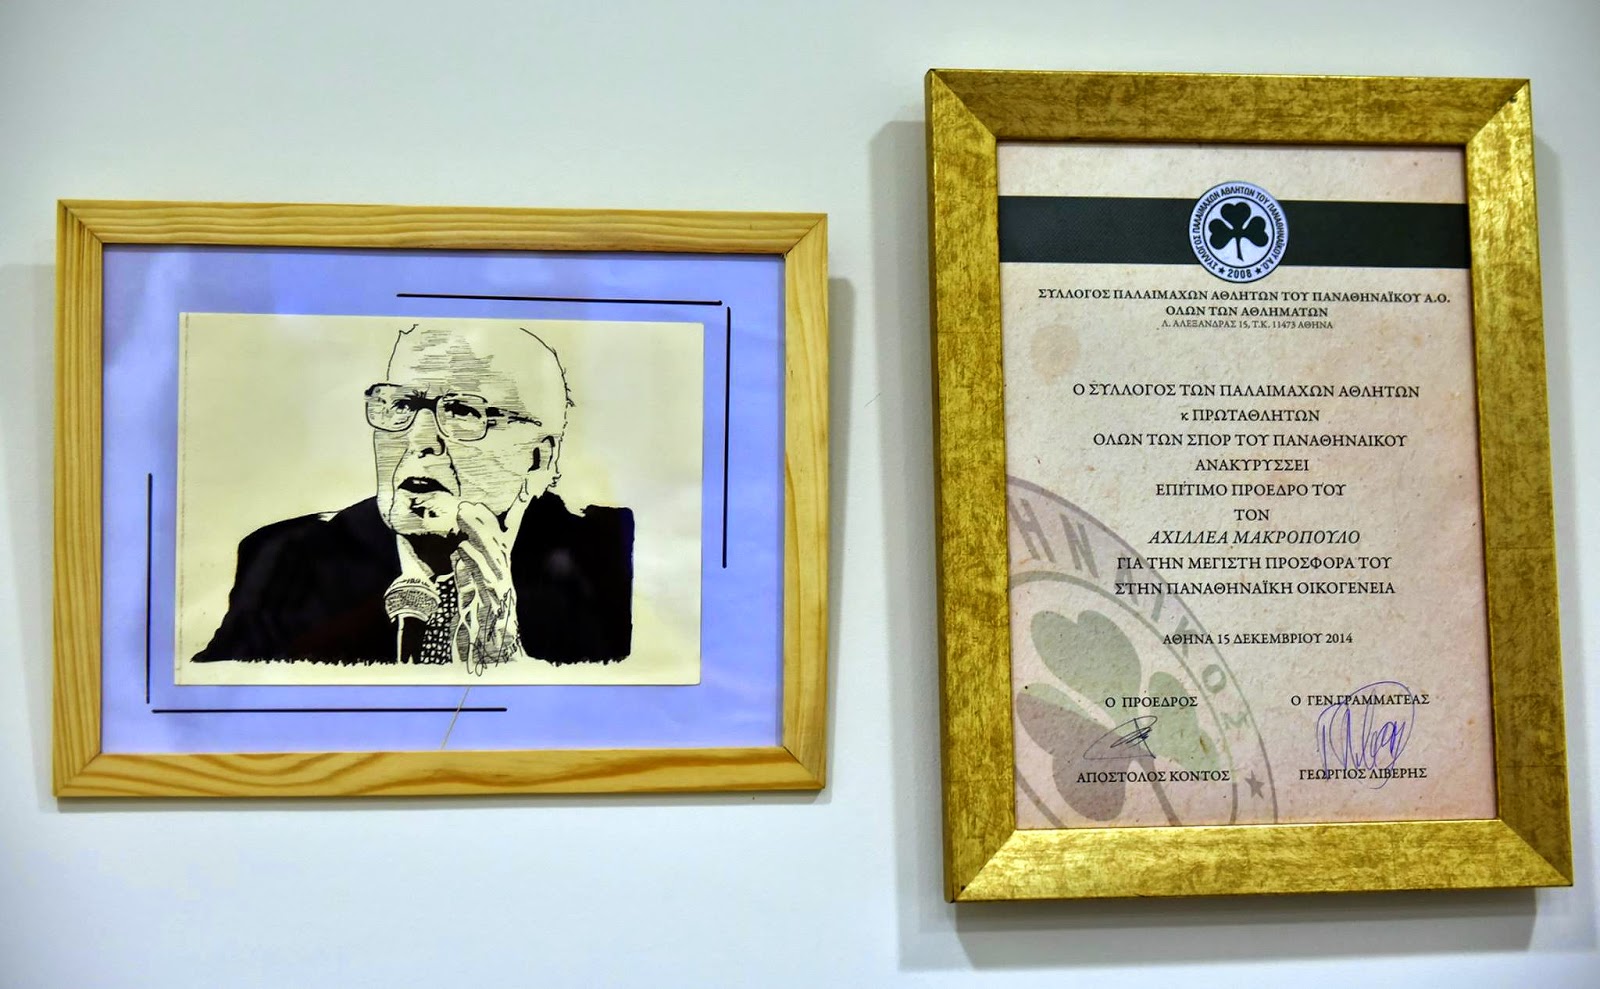 ΣΥΛΛΟΓΟΣ ΠΑΛΑΙΜΑΧΩΝ ΑΘΛΗΤΩΝ ΤΟΥ ΠΑΝΑΘΗΝΑΪΚΟΥ Α.Ο.
★ 2008 ★
ΣΥΛΛΟΓΟΣ ΠΑΛΑΙΜΑΧΩΝ ΑΘΛΗΤΩΝ ΤΟΥ ΠΑΝΑΘΗΝΑΪΚΟΥ Α.Ο.
ΟΛΩΝ ΤΩΝ ΑΘΛΗΜΑΤΩΝ
Λ. ΑΛΕΞΑΝΔΡΑΣ 15, Τ.Κ. 11473 ΑΘΗΝΑ
Ο ΣΥΛΛΟΓΟΣ ΤΩΝ ΠΑΛΑΙΜΑΧΩΝ ΑΘΛΗΤΩΝ
κ ΠΡΩΤΑΘΛΗΤΩΝ
ΟΛΩΝ ΤΩΝ ΣΠΟΡ ΤΟΥ ΠΑΝΑΘΗΝΑΙΚΟΥ
ΑΝΑΚΥΡΥΣΣΕΙ
ΕΠΙΤΙΜΟ ΠΡΟΕΔΡΟ ΤΟΥ
ΤΟΝ
ΑΧΙΛΛΕΑ ΜΑΚΡΟΠΟΥΛΟ
ΓΙΑ ΤΗΝ ΜΕΓΙΣΤΗ ΠΡΟΣΦΟΡΑ ΤΟΥ
ΣΤΗΝ ΠΑΝΑΘΗΝΑΪΚΗ ΟΙΚΟΓΕΝΕΙΑ
ΑΘΗΝΑ 15 ΔΕΚΕΜΒΡΙΟΥ 2014
Ο ΠΡΟΕΔΡΟΣ Ο ΓΕΝ.ΓΡΑΜΜΑΤΕΑΣ
ΑΠΟΣΤΟΛΟΣ ΚΟΝΤΟΣ ΓΕΩΡΓΙΟΣ ΛΙΒΕΡΗΣ